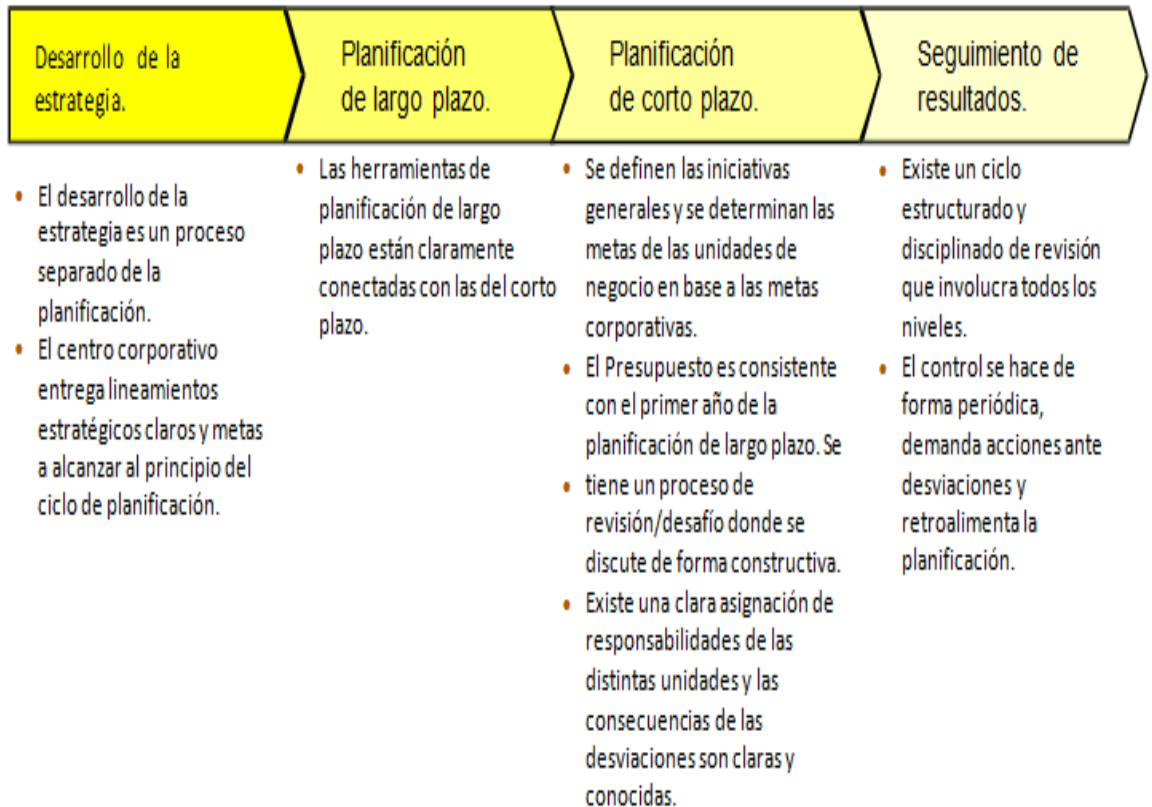 Desarrollo de la
estrategia.
Planificación
de largo plazo.
Planificación
de corto plazo.
Seguimiento de
resultados.
• El desarrollo de la
estrategia es un proceso
separado de la
planificación.
• El centro corporativo
entrega lineamientos
estratégicos claros y metas
a alcanzar al principio del
ciclo de planificación.
• Las herramientas de
planificación de largo
plazo están claramente
conectadas con las del corto
plazo.
• Se definen las iniciativas
generales y se determinan las
metas de las unidades de
negocio en base a las metas
corporativas.
• El Presupuesto es consistente
con el primer año de la
planificación de largo plazo. Se
• tiene un proceso de
revisión/desafío donde se
discute de forma constructiva.
• Existe una clara asignación de
responsabilidades de las
distintas unidades y las
consecuencias de las
desviaciones son claras y
conocidas.
• Existe un ciclo
estructurado y
disciplinado de revisión
que involucra todos los
niveles.
• El control se hace de
forma periódica,
demanda acciones ante
desviaciones y
retroalimenta la
planificación.